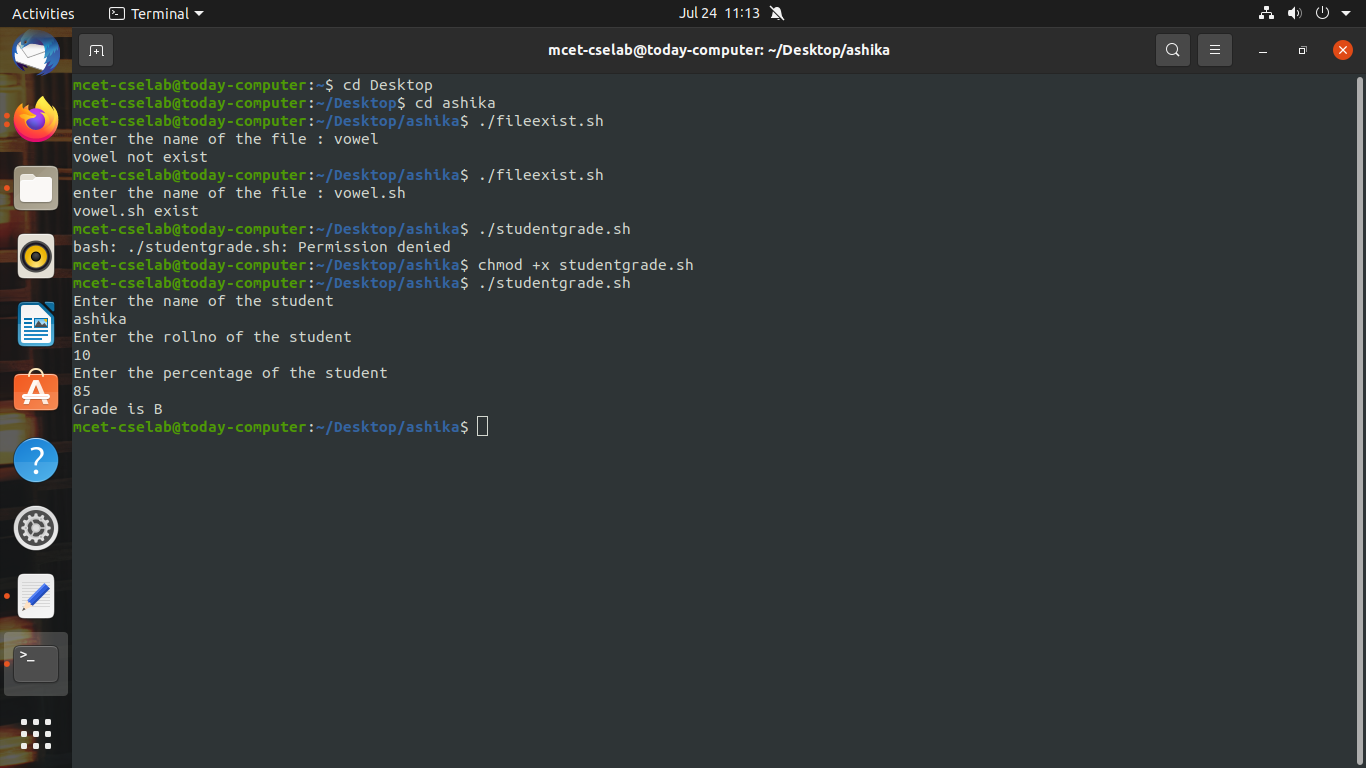 Activities
Terminal
Jul 24 11:13
mcet-cselab@today-computer: ~/Desktop/ashika
mcet-cselab@today-computer:~$ cd Desktop
mcet-cselab@today-computer:~/Desktop$ cd ashika
mcet-cselab@today-computer:~/Desktop/ashika$ ./fileexist.sh
enter the name of the file : vowel
vowel not exist
mcet-cselab@today-computer:~/Desktop/ashika$ ./fileexist.sh
enter the name of the file : vowel.sh
vowel.sh exist
mcet-cselab@today-computer:~/Desktop/ashika$ ./studentgrade.sh
bash: ./studentgrade.sh: Permission denied
mcet-cselab@today-computer:~/Desktop/ashika$ chmod +x studentgrade.sh
mcet-cselab@today-computer:~/Desktop/ashika$ ./studentgrade.sh
Enter the name of the student
ashika
Enter the rollno of the student
10
Enter the percentage of the student
85
Grade is B
mcet-cselab@today-computer:~/Desktop/ashika$